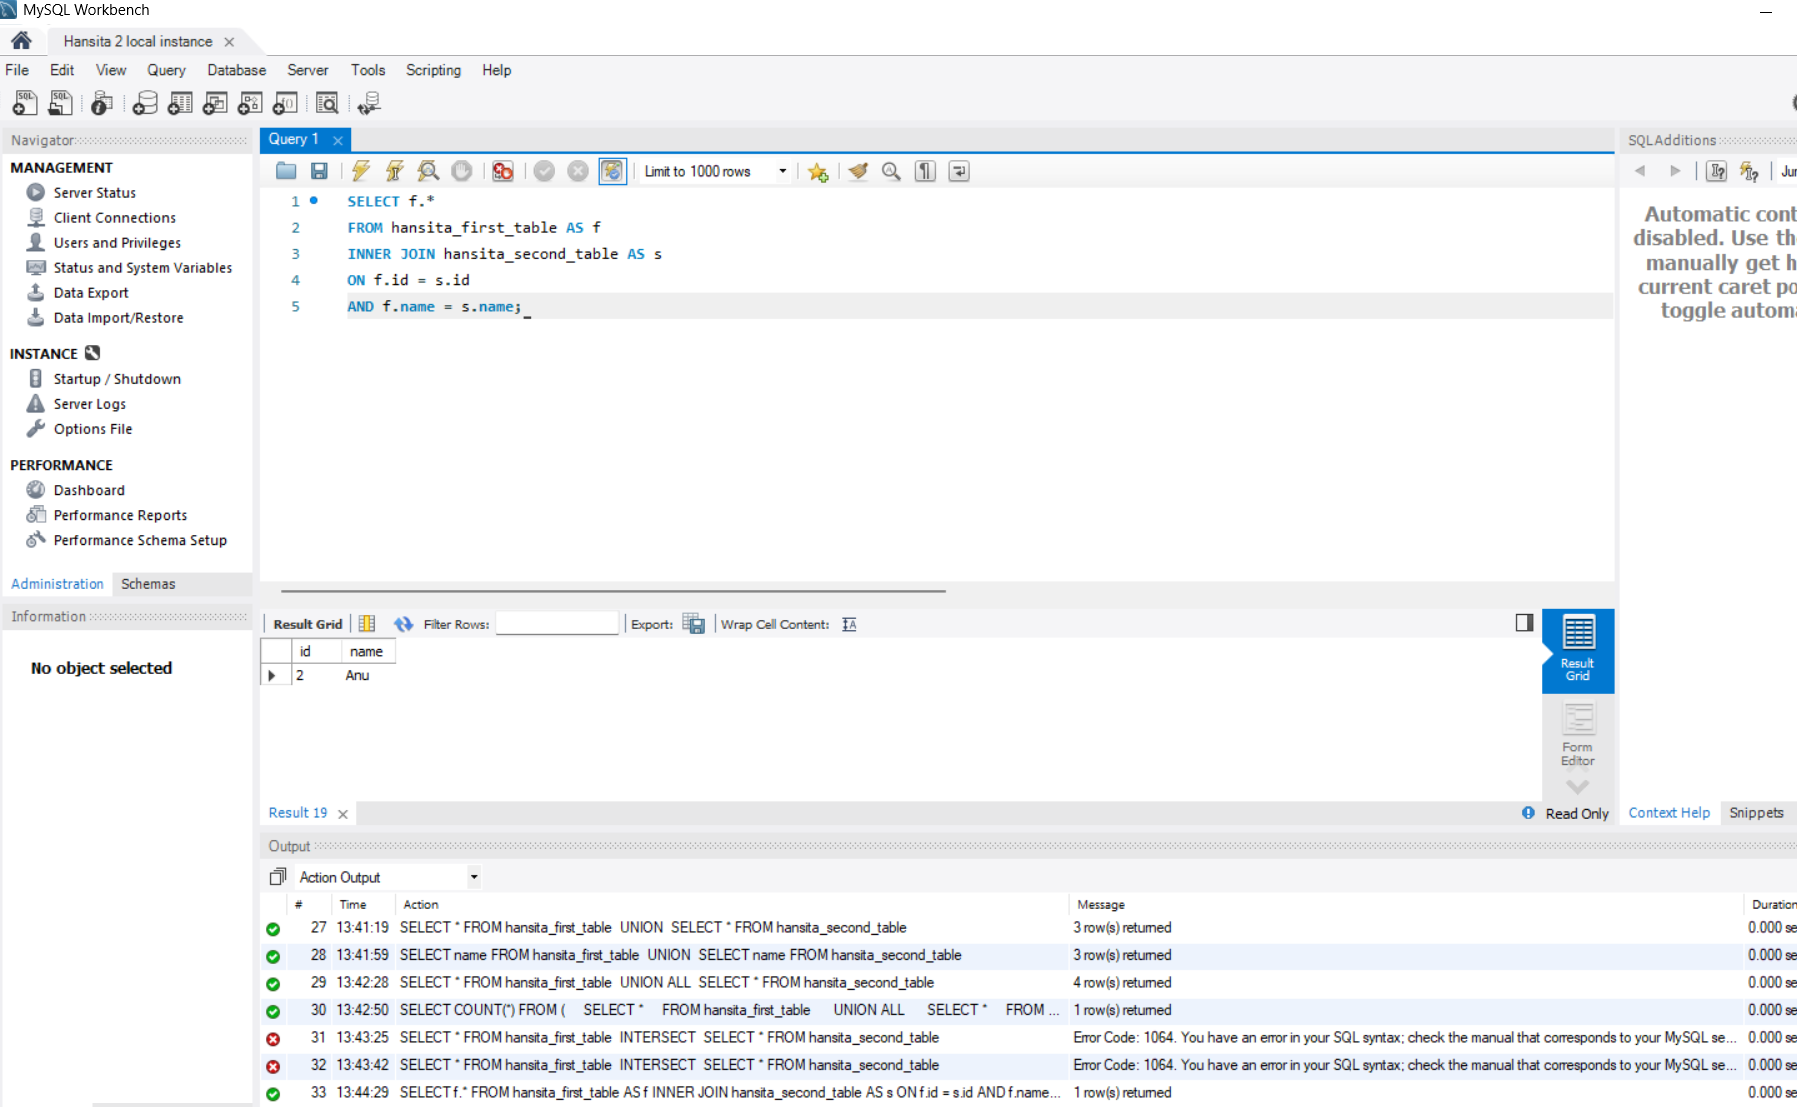 MySQL Workbench
Hansita 2 local instance
File Edit View Query Database Server Tools Scripting Help
Navigator
MANAGEMENT
Server Status
Client Connections
Users and Privileges
Status and System Variables
Data Export
Data Import/Restore
INSTANCE
Startup / Shutdown
Server Logs
Options File
PERFORMANCE
Dashboard
Performance Reports
Performance Schema Setup
Administration Schemas
Information
No object selected
Query 1
Limit to 1000 rows
1 SELECT f.*
2 FROM hansita_first_table AS f
3 INNER JOIN hansita_second_table AS s
4 ON f.id = s.id
5 AND f.name = s.name;
Result Grid Filter Rows: Export: Wrap Cell Content:
id name
2 Anu
Result Grid
Form Editor
Result 19
Read Only
SQLAdditions
Jum
Automatic cont
disabled. Use the
manually get h
current caret po
toggle automa
Context Help Snippets
Output
Action Output
# Time Action Message Duration
27 13:41:19 SELECT * FROM hansita_first_table UNION SELECT * FROM hansita_second_table 3 row(s) returned 0.000 se
28 13:41:59 SELECT name FROM hansita_first_table UNION SELECT name FROM hansita_second_table 3 row(s) returned 0.000 se
29 13:42:28 SELECT * FROM hansita_first_table UNION ALL SELECT * FROM hansita_second_table 4 row(s) returned 0.000 se
30 13:42:50 SELECT COUNT(*) FROM ( SELECT * FROM hansita_first_table UNION ALL SELECT * FROM ... 1 row(s) returned 0.000 se
31 13:43:25 SELECT * FROM hansita_first_table INTERSECT SELECT * FROM hansita_second_table Error Code: 1064. You have an error in your SQL syntax; check the manual that corresponds to your MySQL se... 0.000 se
32 13:43:42 SELECT * FROM hansita_first_table INTERSECT SELECT * FROM hansita_second_table Error Code: 1064. You have an error in your SQL syntax; check the manual that corresponds to your MySQL se... 0.000 se
33 13:44:29 SELECT f.* FROM hansita_first_table AS f INNER JOIN hansita_second_table AS s ON f.id = s.id AND f.name... 1 row(s) returned 0.000 se